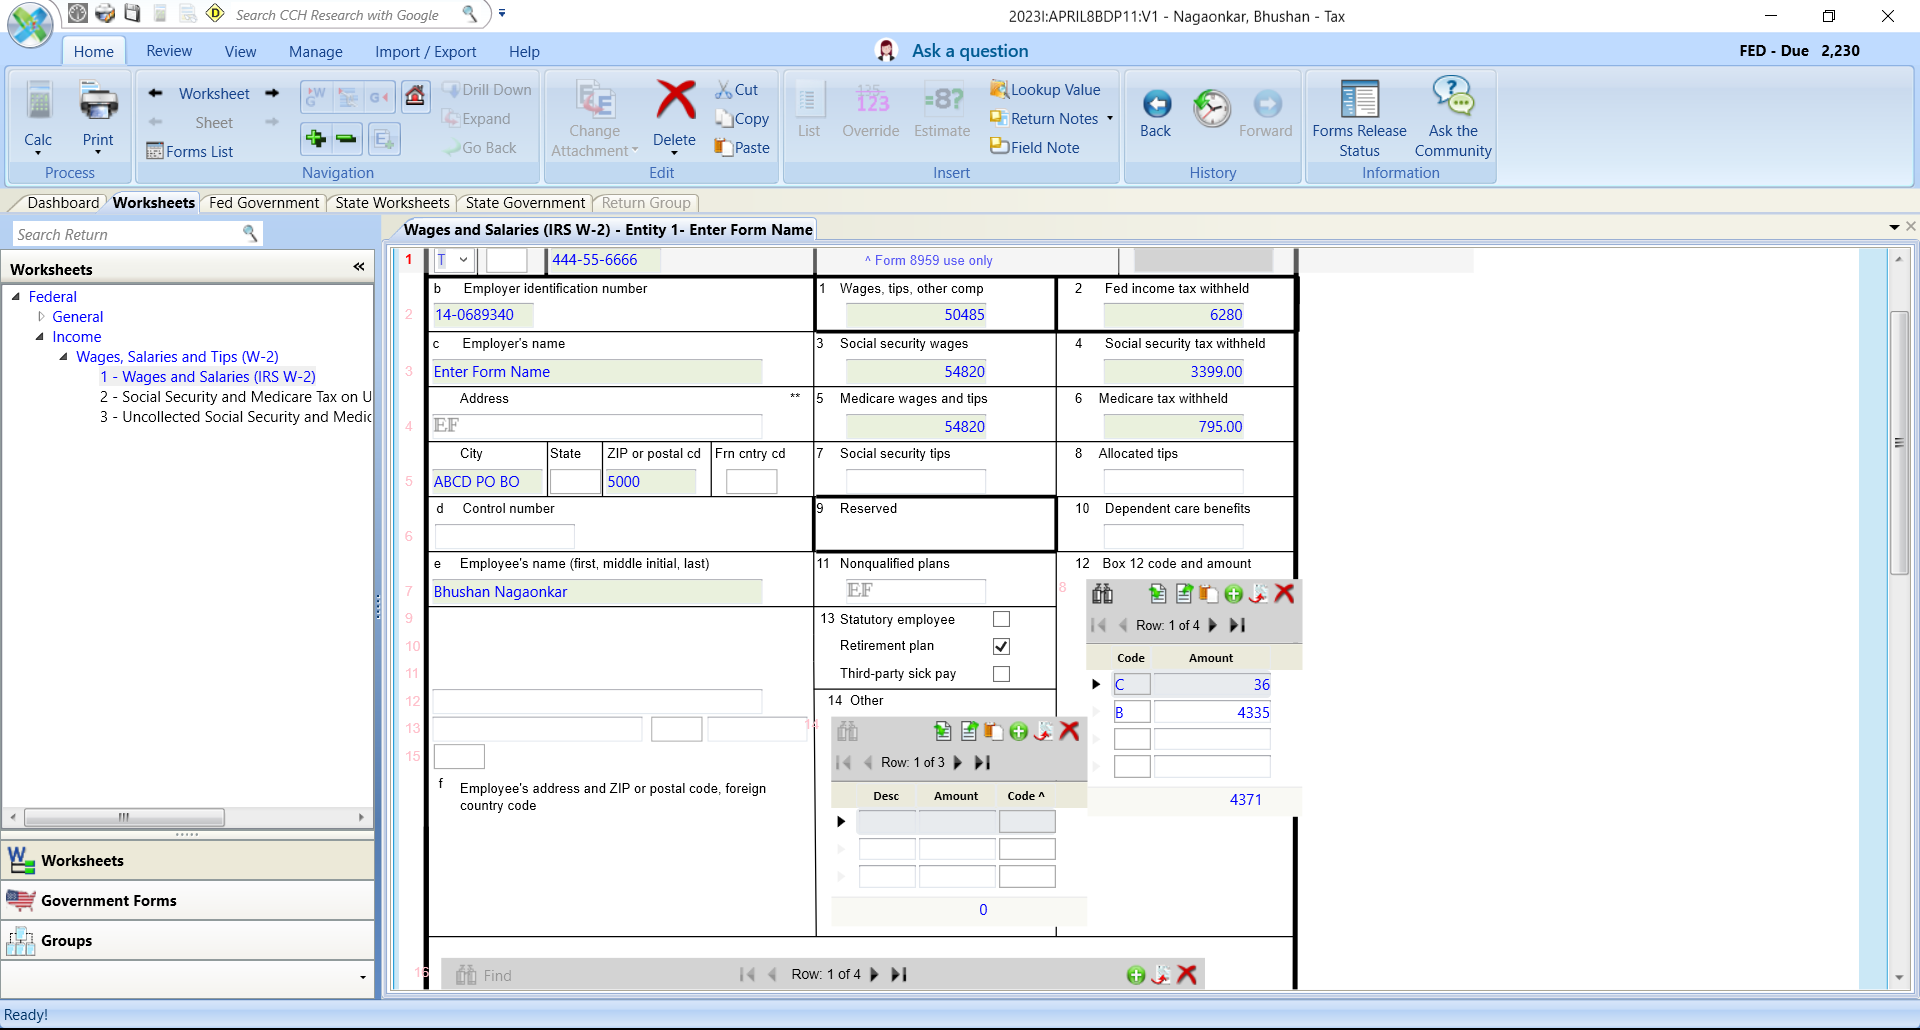 Search CCH Research with Google
2023I:APRIL8BDP11:V1 - Nagaonkar, Bhushan - Tax
Home Review View Manage Import / Export Help
Ask a question
FED - Due 2,230
Calc
Print
Process
Worksheet
Sheet
Forms List
Drill Down
Expand
Go Back
Navigation
Change Attachment
Delete
Cut
Copy
Paste
Edit
List
Override
Estimate
Lookup Value
Return Notes
Field Note
Insert
Back
Forward
History
Forms Release Status
Ask the Community
Information
Dashboard Worksheets Fed Government State Worksheets State Government Return Group
Search Return
Worksheets
Federal
General
Income
Wages, Salaries and Tips (W-2)
1 - Wages and Salaries (IRS W-2)
2 - Social Security and Medicare Tax on U
3 - Uncollected Social Security and Medic
Worksheets
Government Forms
Groups
Ready!
Wages and Salaries (IRS W-2) - Entity 1- Enter Form Name
1 T 444-55-6666 ^ Form 8959 use only
b Employer identification number 1 Wages, tips, other comp 2 Fed income tax withheld
2 14-0689340 50485 6280
c Employer's name 3 Social security wages 4 Social security tax withheld
3 Enter Form Name 54820 3399.00
Address ** 5 Medicare wages and tips 6 Medicare tax withheld
4 EF 54820 795.00
City State ZIP or postal cd Frn cntry cd 7 Social security tips 8 Allocated tips
5 ABCD PO BO 5000
d Control number 9 Reserved 10 Dependent care benefits
6
e Employee's name (first, middle initial, last) 11 Nonqualified plans 12 Box 12 code and amount
7 Bhushan Nagaonkar EF 8
9 13 Statutory employee Row: 1 of 4
10 Retirement plan Code Amount
11 Third-party sick pay C 36
12 14 Other B 4335
13 14
15 Row: 1 of 3
f Employee's address and ZIP or postal code, foreign
country code
Desc Amount Code ^ 4371
0
16 Find Row: 1 of 4